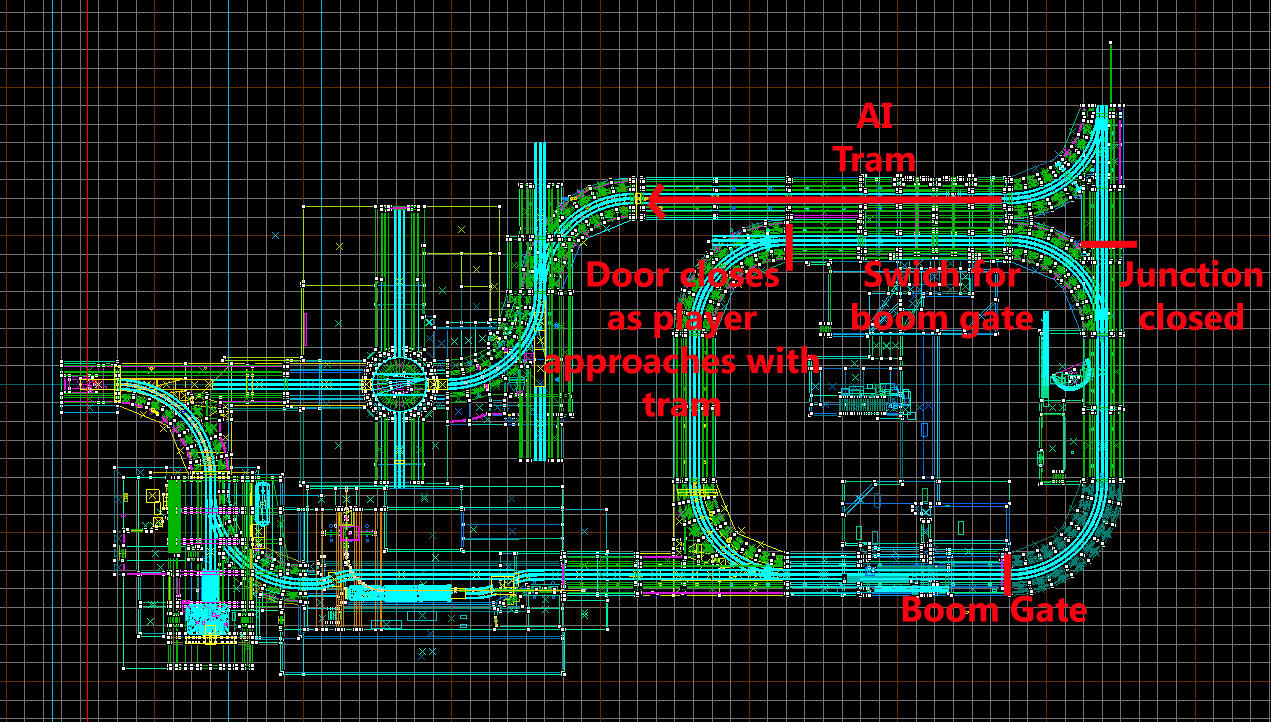 AI
Tram
Door closes
as player
approaches with
tram
Swich for
boom gate
Junction
closed
Boom Gate